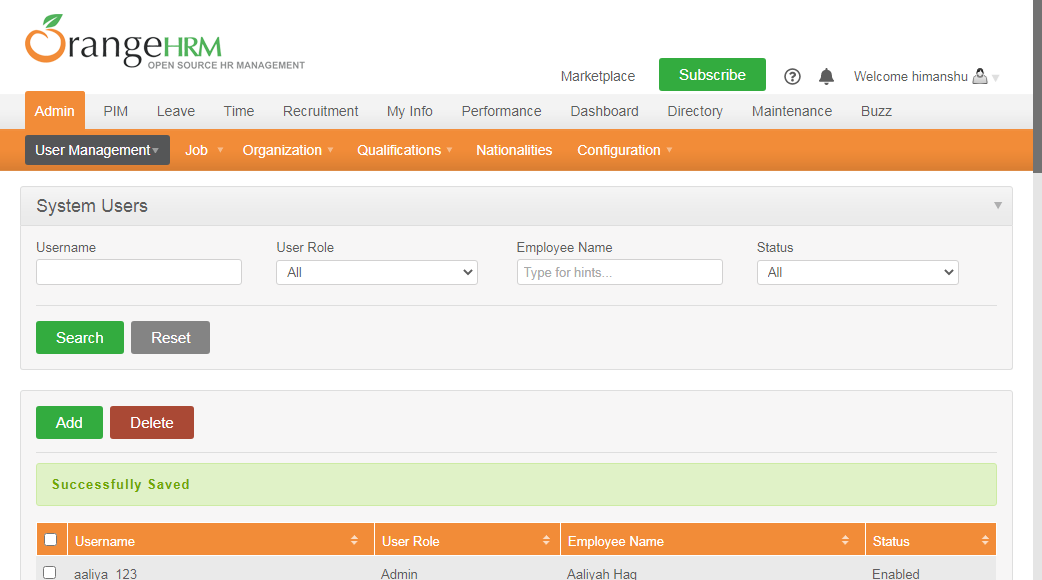 OrangeHRM
OPEN SOURCE HR MANAGEMENT
Marketplace Subscribe ? Welcome himanshu
Admin PIM Leave Time Recruitment My Info Performance Dashboard Directory Maintenance Buzz
User Management Job Organization Qualifications Nationalities Configuration
System Users
Username User Role Employee Name Status
All Type for hints... All
Search Reset
Add Delete
Successfully Saved
Username User Role Employee Name Status
aaliya_123 Admin Aaliyah Haq Enabled